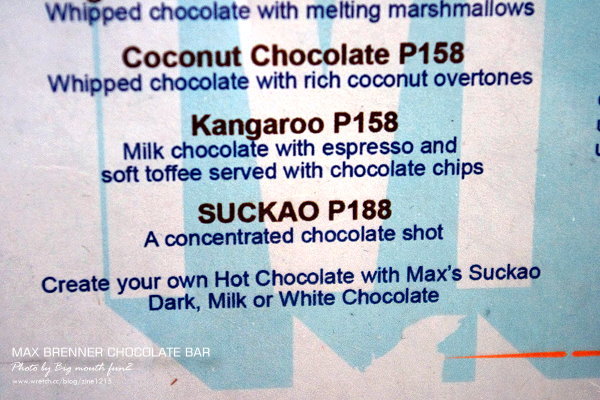 Whipped chocolate with melting marshmallows
Coconut Chocolate P158
Whipped chocolate with rich coconut overtones
Kangaroo P158
Milk chocolate with espresso and
soft toffee served with chocolate chips
SUCKAO P188
A concentrated chocolate shot
Create your own Hot Chocolate with Max's Suckao
Dark, Milk or White Chocolate
MAX BRENNER CHOCOLATE BAR
Photo by Big mouth fun2
www.wretch.cc/blog/zine1213